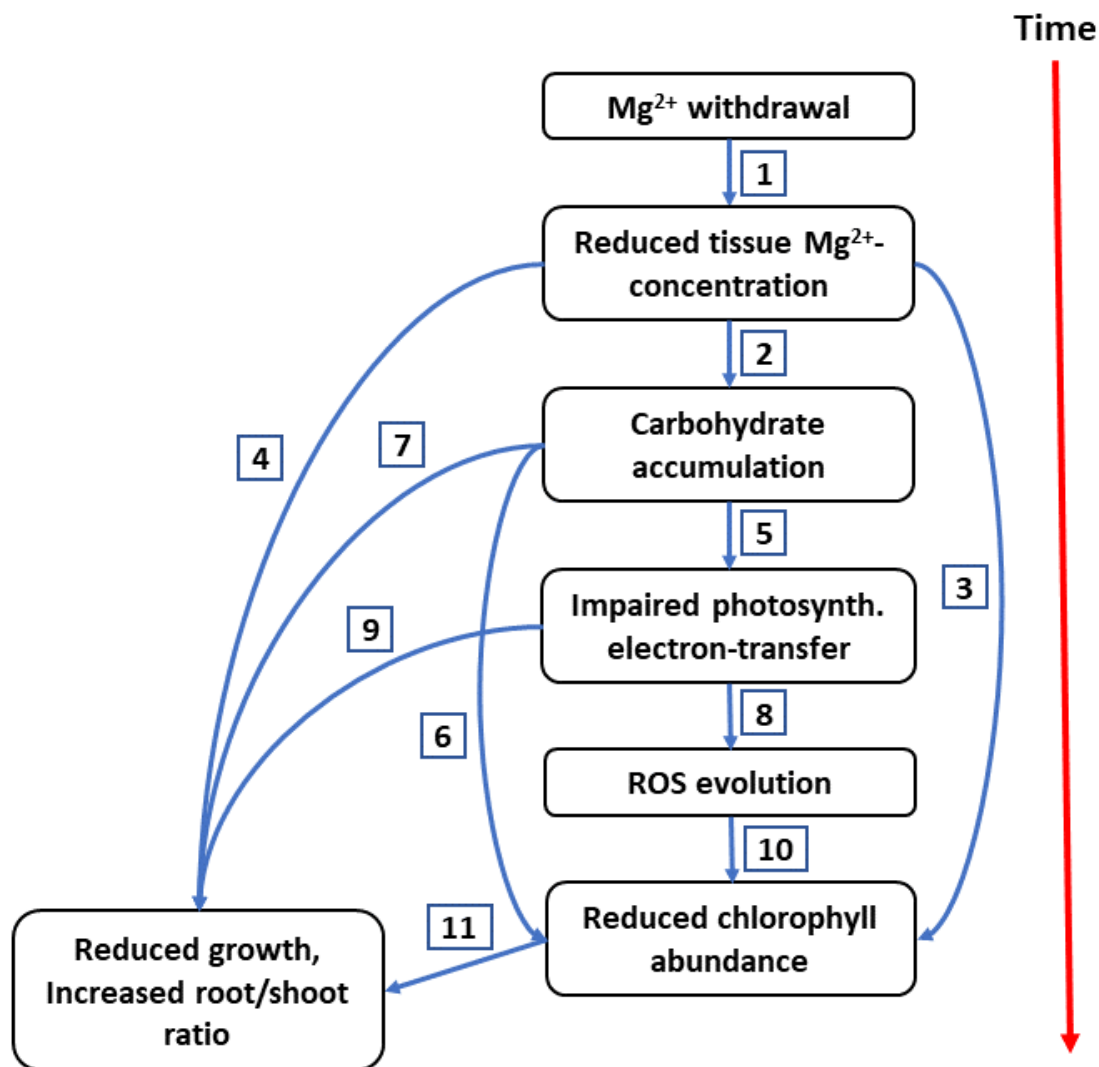 Time
Mg²⁺ withdrawal
1
Reduced tissue Mg²⁺-
concentration
2
Carbohydrate
accumulation
4
7
5
Impaired photosynth.
electron-transfer
3
9
8
6
ROS evolution
10
Reduced chlorophyll
abundance
11
Reduced growth,
Increased root/shoot
ratio